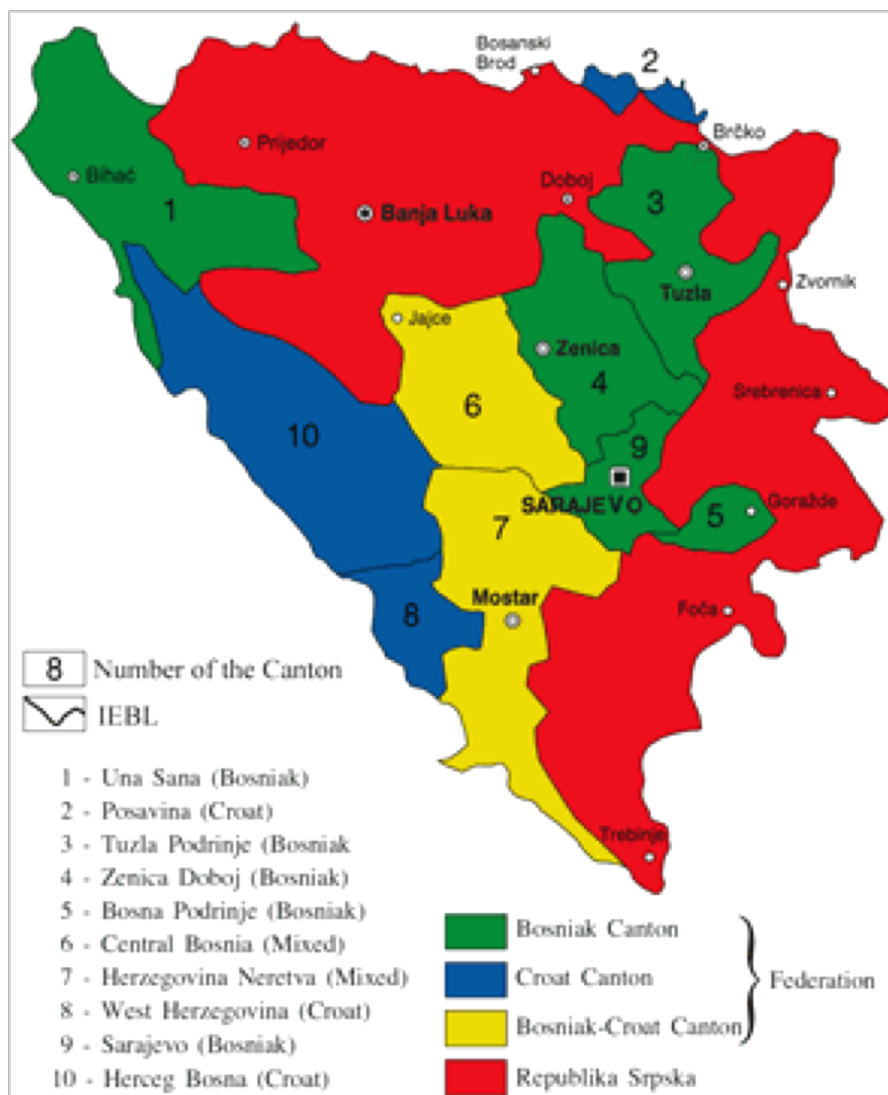 Bosanski
Brod
2
Brčko
Prijedor
Bihać
Doboj
1
Banja Luka
3
Tuzla
Zvornik
Jajce
Zenica
4
Srebrenica
6
10
9
SARAJEVO
5
Goražde
7
Mostar
8
Foča
Trebinje
8 Number of the Canton
IEBL
1 - Una Sana (Bosniak)
2 - Posavina (Croat)
3 - Tuzla Podrinje (Bosniak
4 - Zenica Doboj (Bosniak)
5 - Bosna Podrinje (Bosniak)
6 - Central Bosnia (Mixed)
7 - Herzegovina Neretva (Mixed)
8 - West Herzegovina (Croat)
9 - Sarajevo (Bosniak)
10 - Herceg Bosna (Croat)
Bosniak Canton
Croat Canton
Bosniak-Croat Canton
Federation
Republika Srpska